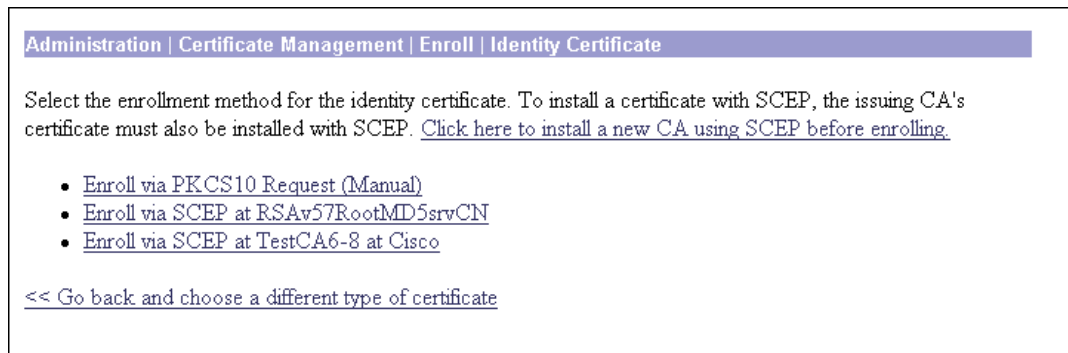 Administration | Certificate Management | Enroll | Identity Certificate
Select the enrollment method for the identity certificate. To install a certificate with SCEP, the issuing CA's
certificate must also be installed with SCEP. Click here to install a new CA using SCEP before enrolling.
• Enroll via PKCS10 Request (Manual)
• Enroll via SCEP at RSAv57RootMD5srvCN
• Enroll via SCEP at TestCA6-8 at Cisco
<< Go back and choose a different type of certificate